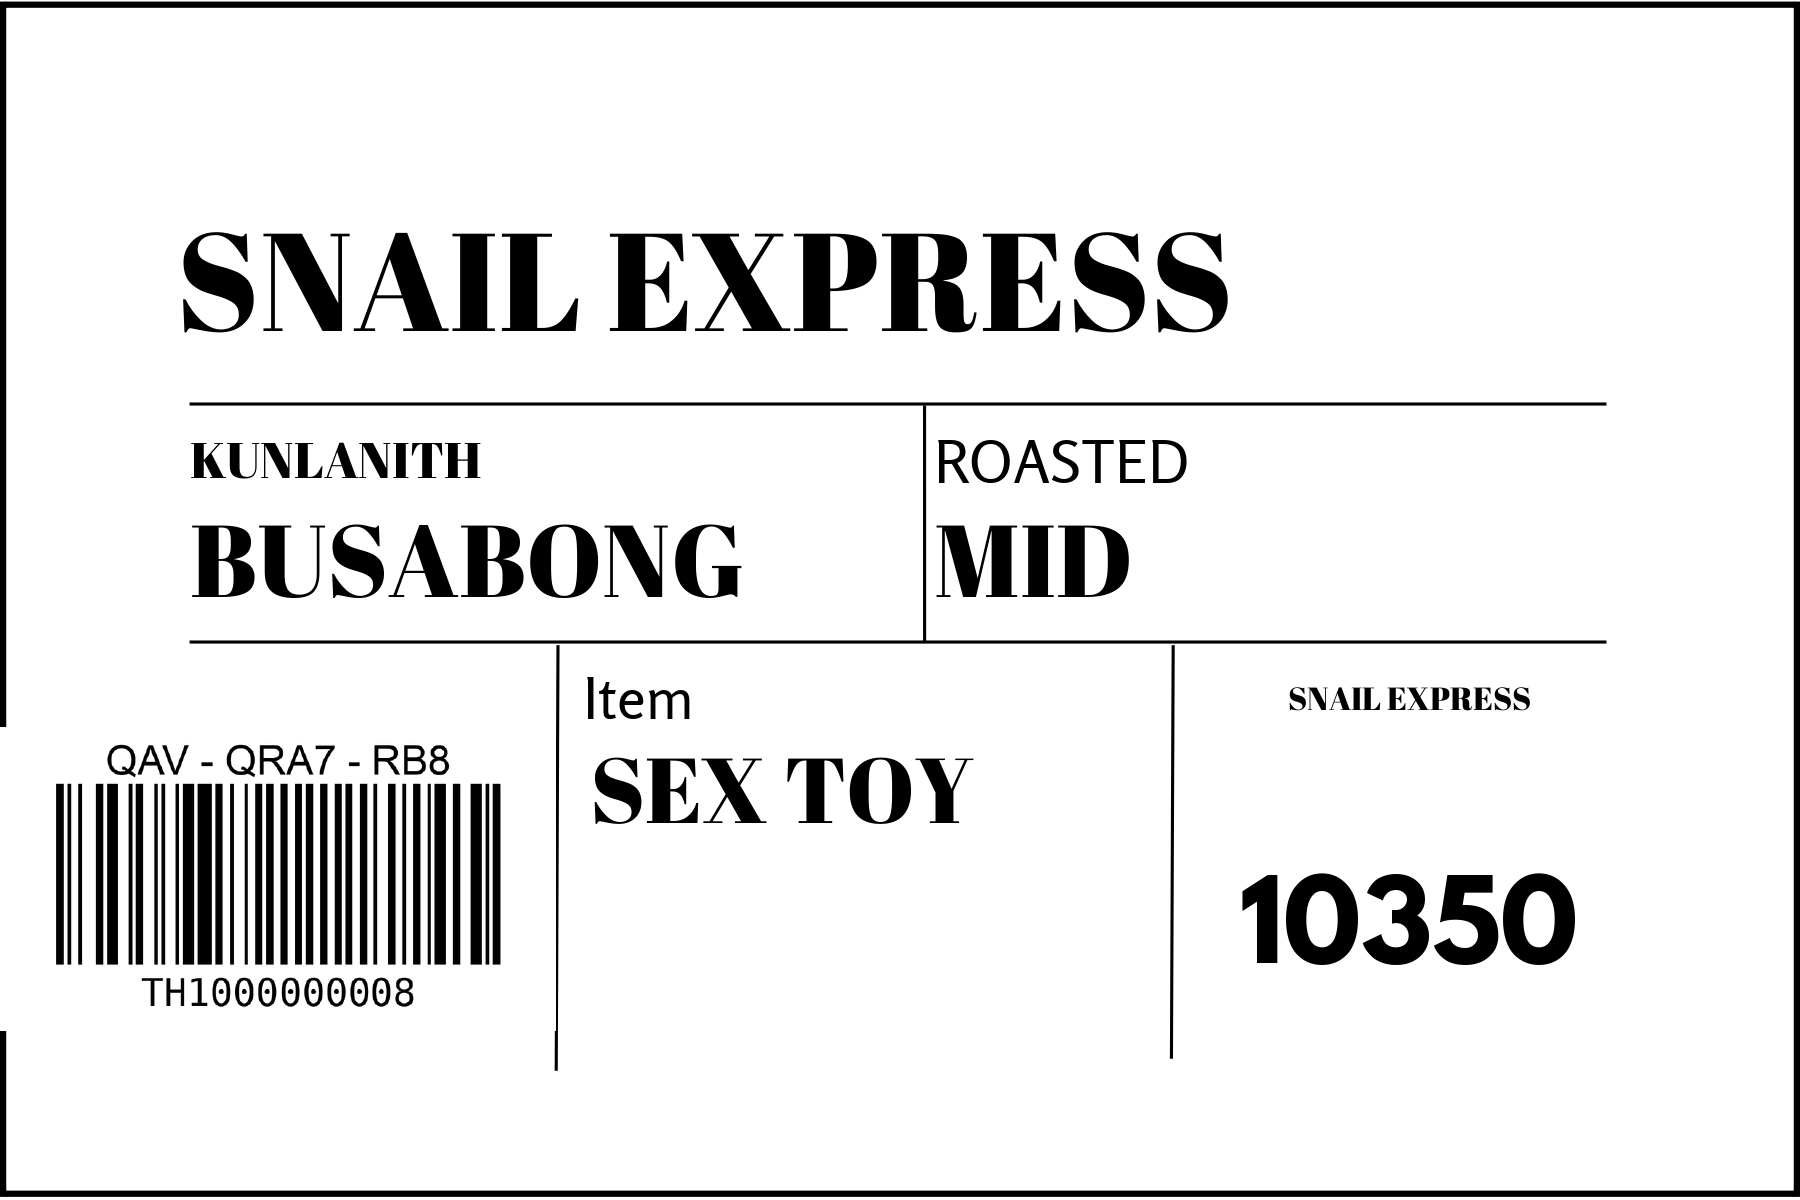 SNAIL EXPRESS
KUNLANITH
BUSABONG
ROASTED
MID
QAV - QRA7 - RB8
TH1000000008
Item
SEX TOY
SNAIL EXPRESS
10350